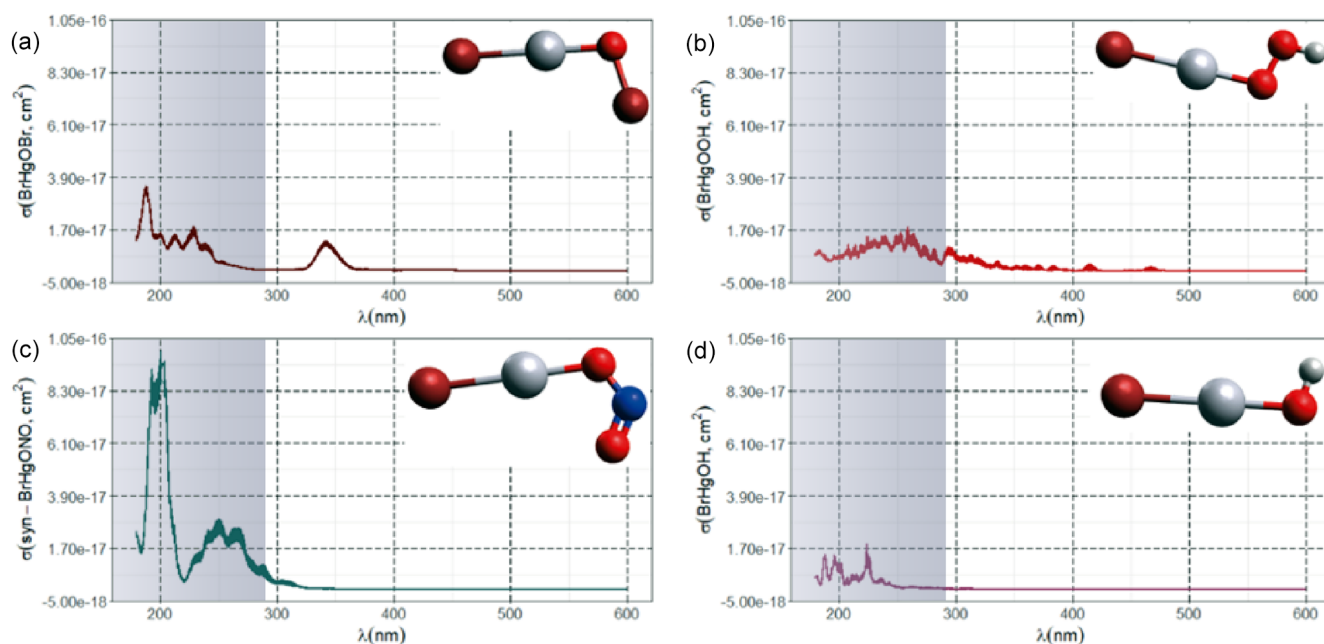 (a)
σ(BrHgOBr, cm²)
1.05e-16
8.30e-17
6.10e-17
3.90e-17
1.70e-17
-5.00e-18
200
300
400
500
600
λ(nm)
(b)
σ(BrHgOOH, cm²)
1.05e-16
8.30e-17
6.10e-17
3.90e-17
1.70e-17
-5.00e-18
200
300
400
500
600
λ(nm)
(c)
σ(syn − BrHgONO, cm²)
1.05e-16
8.30e-17
6.10e-17
3.90e-17
1.70e-17
-5.00e-18
200
300
400
500
600
λ(nm)
(d)
σ(BrHgOH, cm²)
1.05e-16
8.30e-17
6.10e-17
3.90e-17
1.70e-17
-5.00e-18
200
300
400
500
600
λ(nm)